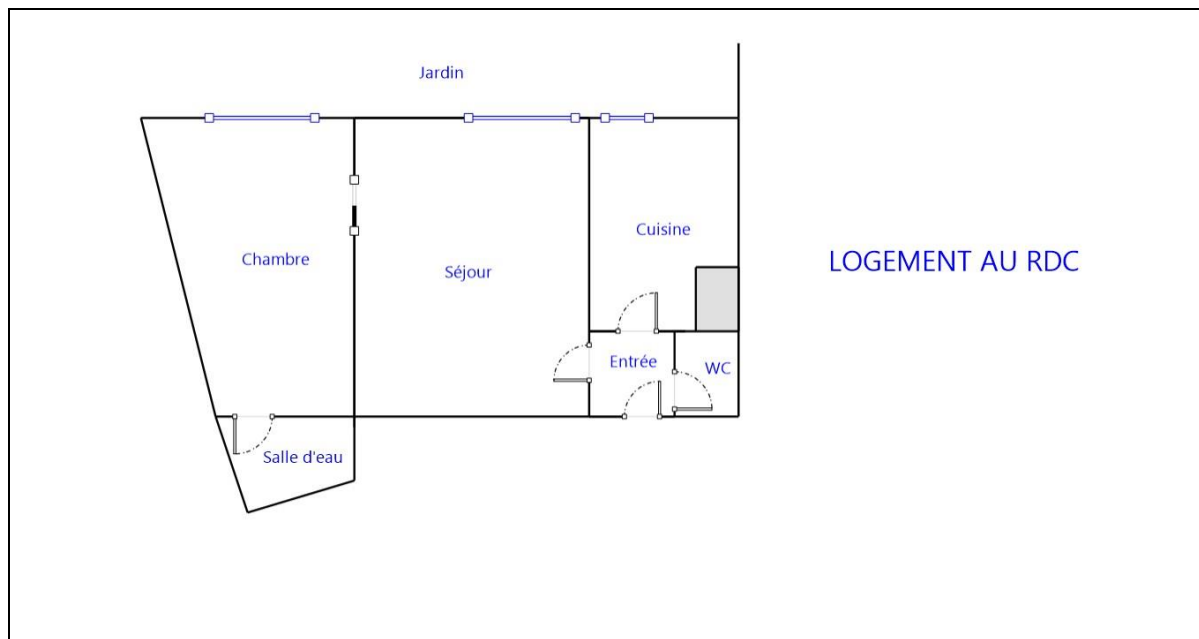 Jardin
Cuisine
Chambre
Séjour
LOGEMENT AU RDC
Entrée
WC
Salle d'eau